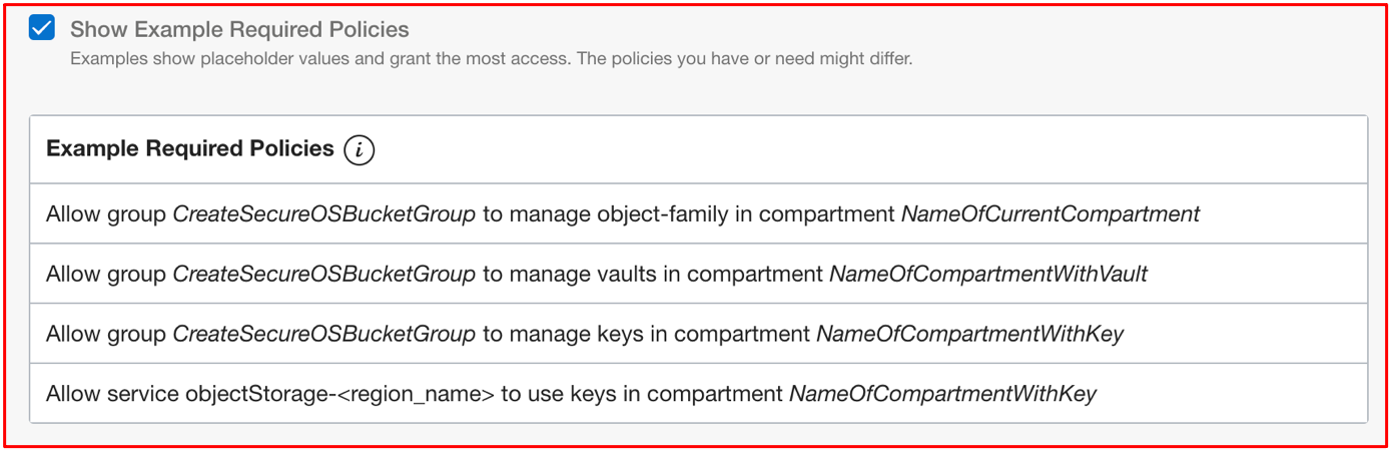 Show Example Required Policies
Examples show placeholder values and grant the most access. The policies you have or need might differ.
Example Required Policies i
Allow group CreateSecureOSBucketGroup to manage object-family in compartment NameOfCurrentCompartment
Allow group CreateSecureOSBucketGroup to manage vaults in compartment NameOfCompartmentWithVault
Allow group CreateSecureOSBucketGroup to manage keys in compartment NameOfCompartmentWithKey
Allow service objectStorage-<region_name> to use keys in compartment NameOfCompartmentWithKey